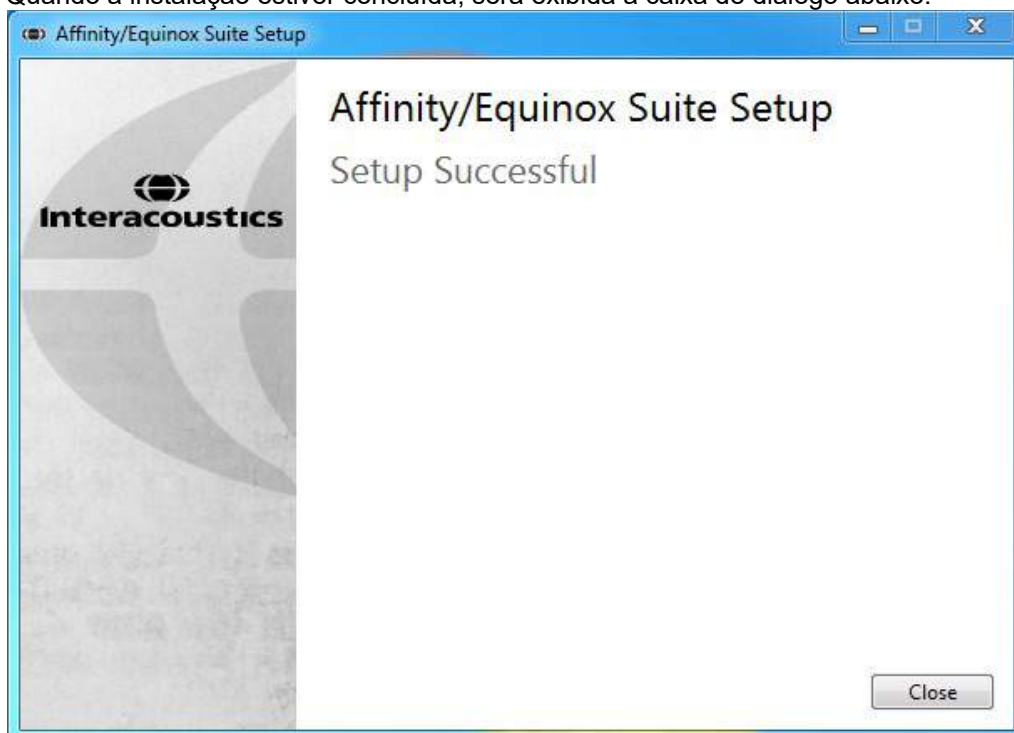 Quando a instalação estiver concluída, será exibida a caixa de diálogo abaixo.
Affinity/Equinox Suite Setup
Affinity/Equinox Suite Setup
Setup Successful
Interacoustics
Close